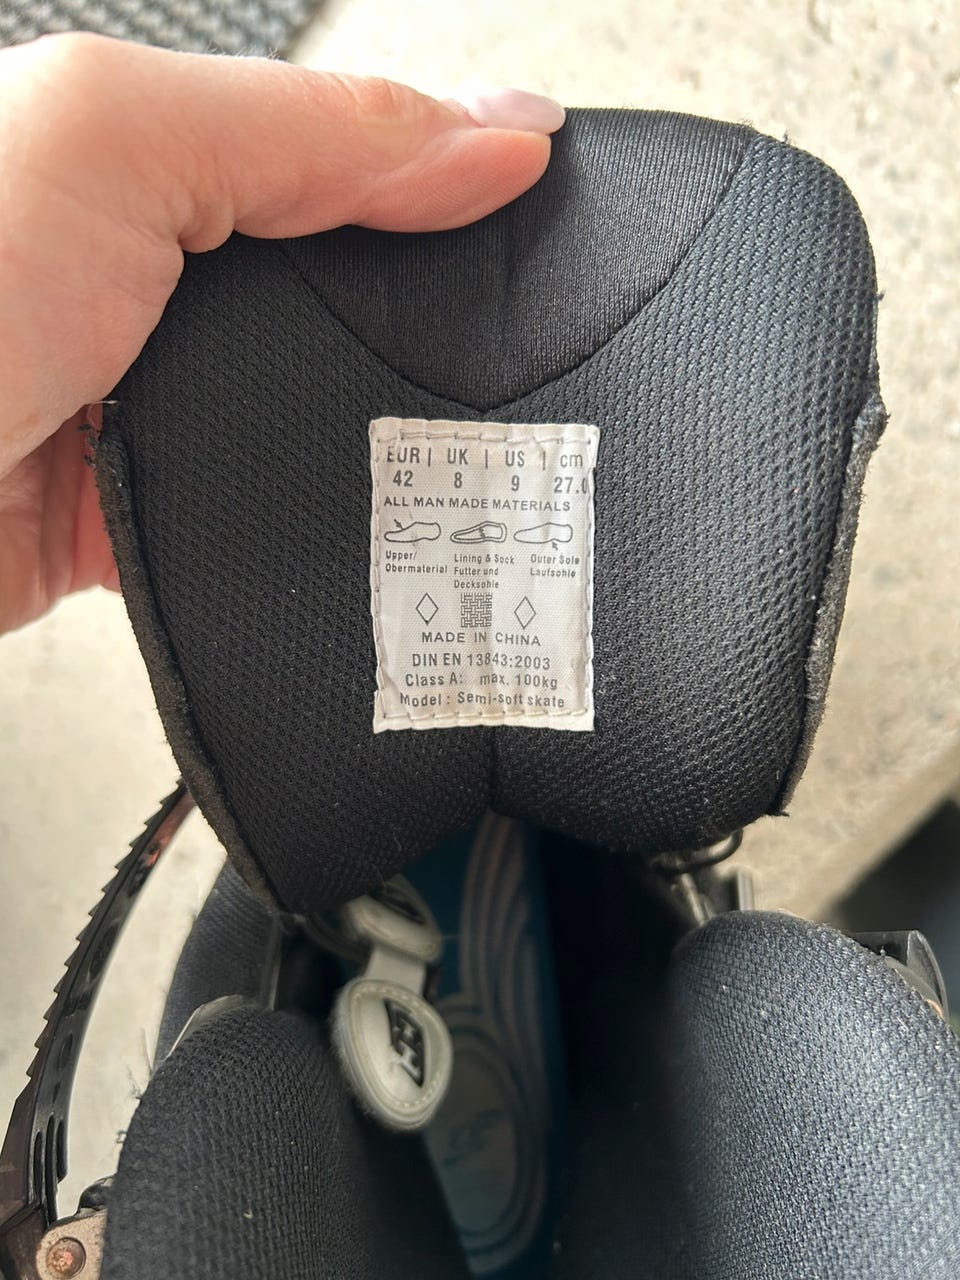 EUR | UK | US | cm
42 8 9 27.0
ALL MAN MADE MATERIALS
Upper/ Lining & Sock Outer Sole
Obermaterial Futter und Laufsohle
Decksohle
MADE IN CHINA
DIN EN 13843:2003
Class A: max. 100kg
Model : Semi-soft skate